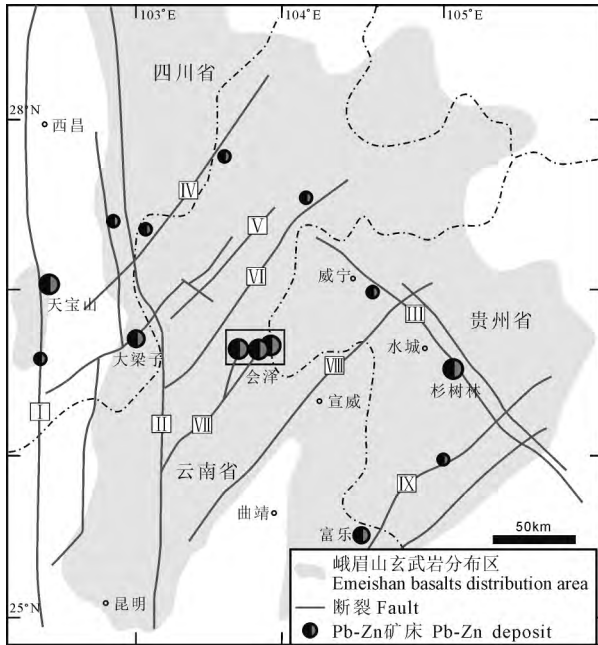 103°E
104°E
105°E
四川省
28°N
西昌
Ⅳ
Ⅴ
Ⅵ
威宁
天宝山
Ⅲ
贵州省
水城
大梁子
会泽
Ⅷ
杉树林
Ⅰ
Ⅱ
Ⅶ
宣威
云南省
Ⅸ
曲靖
富乐
50km
昆明
25°N
峨眉山玄武岩分布区
Emeishan basalts distribution area
断裂 Fault
Pb-Zn矿床 Pb-Zn deposit